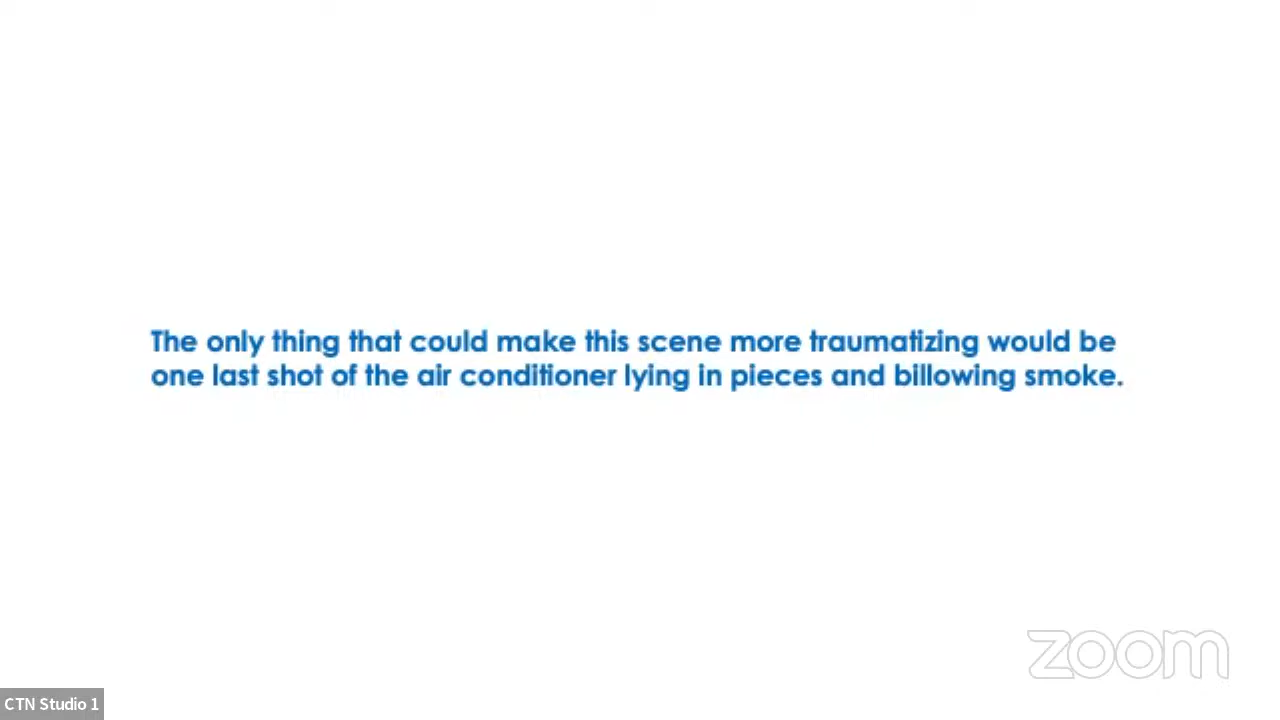 The only thing that could make this scene more traumatizing would be
one last shot of the air conditioner lying in pieces and billowing smoke.
zoom
CTN Studio 1